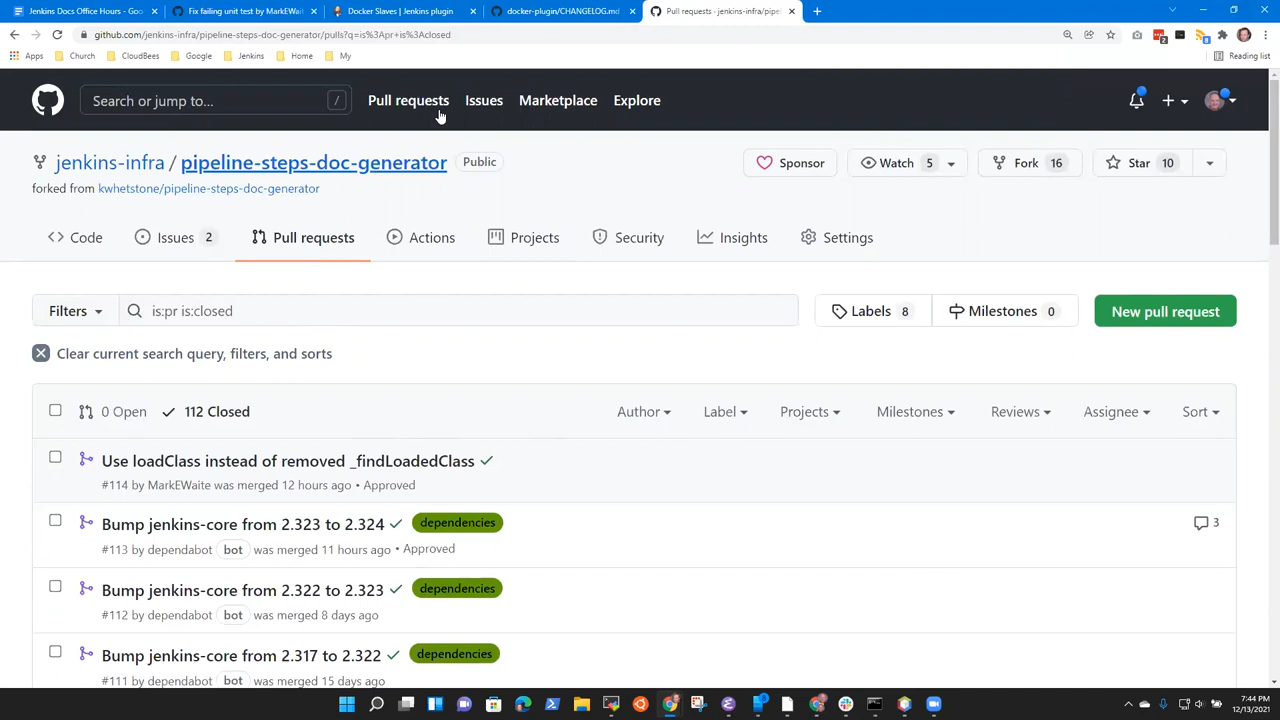 Jenkins Docs Office Hours - Goo
Fix failing unit test by MarkEWait
Docker Slaves | Jenkins plugin
docker-plugin/CHANGELOG.md
Pull requests · jenkins-infra/pipe
github.com/jenkins-infra/pipeline-steps-doc-generator/pulls?q=is%3Apr+is%3Aclosed
Apps Church CloudBees Google Jenkins Home My Reading list
Search or jump to... /
Pull requests Issues Marketplace Explore
jenkins-infra / pipeline-steps-doc-generator Public
Sponsor Watch 5 Fork 16 Star 10
forked from kwhetstone/pipeline-steps-doc-generator
Code Issues 2 Pull requests Actions Projects Security Insights Settings
Filters is:pr is:closed Labels 8 Milestones 0 New pull request
Clear current search query, filters, and sorts
0 Open 112 Closed Author Label Projects Milestones Reviews Assignee Sort
Use loadClass instead of removed _findLoadedClass
#114 by MarkEWaite was merged 12 hours ago • Approved
Bump jenkins-core from 2.323 to 2.324 dependencies 3
#113 by dependabot bot was merged 11 hours ago • Approved
Bump jenkins-core from 2.322 to 2.323 dependencies
#112 by dependabot bot was merged 8 days ago
Bump jenkins-core from 2.317 to 2.322 dependencies
#111 by dependabot bot was merged 15 days ago
7:44 PM
12/13/2021